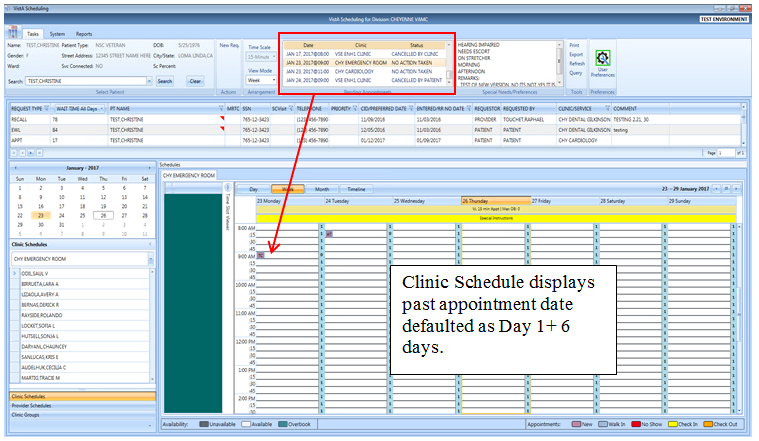 VistA Scheduling
VistA Scheduling for Division CHEYENNE VAMC
TEST ENVIRONMENT
Tasks System Reports
Name: TEST,CHRISTINE Patient Type: NSC VETERAN DOB: 5/25/1976
Gender: F Street Address: 12345 STREET NAME HERE City/State: LOMA LINDA,CA
Ward: Svc Connected: NO Sc Percent:
Search: TEST,CHRISTINE Search Clear
Select Patient
New Req.
Actions
Time Scale
15-Minute
View Mode
Week
Arrangement
Date Clinic Status
JAN 17, 2017@08:00 VSE ENH1 CLINIC CANCELLED BY CLINIC
JAN 23, 2017@09:00 CHY EMERGENCY ROOM NO ACTION TAKEN
JAN 24, 2017@09:00 CHY CARDIOLOGY NO ACTION TAKEN
JAN 24, 2017@09:00 VSE ENH1 CLINIC CANCELLED BY PATIENT
Pending Appointments
HEARING IMPAIRED
NEEDS ESCORT
ON STRETCHER
MORNING
AFTERNOON
REMARKS
Special Needs/Preferences
Print
Export
Refresh
Query
Tools
User
Preferences
Preferences
REQUEST TYPE WAIT TIME All Days PT NAME MRTC SSN SCVisit TELEPHONE PRIORITY CID/PREFERRED DATE ENTERED/RR NO DATE REQUESTOR REQUESTED BY CLINIC/SERVICE COMMENT
RECALL 78 TEST,CHRISTINE 765-12-3423 (123) 456-7890 11/09/2016 11/03/2016 PROVIDER TOUCHET,RAPHAEL CHY DENTAL GILKINSON TESTING 2.21, 30
EWL 84 TEST,CHRISTINE 765-12-3423 (123) 456-7890 12/05/2016 11/03/2016 PATIENT PATIENT CHY DENTAL GILKINSON testing
APPT 17 TEST,CHRISTINE 765-12-3423 (123) 456-7890 01/12/2017 01/09/2017 PATIENT PATIENT CHY CARDIOLOGY
Page 1 of 1
January - 2017
Sun Mon Tue Wed Thu Fri Sat
1 2 3 4 5 6 7
8 9 10 11 12 13 14
15 16 17 18 19 20 21
22 23 24 25 26 27 28
29 30 31 1 2 3 4
5 6 7 8 9 10 11
Clinic Schedules
CHY EMERGENCY ROOM
ODIL,SAUL V
BIRRUETA,LARA A
LIZAOLA,AVERY A
BERNAS,DERICK R
RAYSIDE,ROLANDO
LOCKET,SOFIA L
HUTSELL,SONJA L
DARYANI,CHAUNCEY
SANLUCAS,KRIS E
AUDELHUK,CECILIA C
MARTIG,TRACIE M
Clinic Schedules
Provider Schedules
Clinic Groups
Schedules
CHY EMERGENCY ROOM
Time Slot Viewer
Day Week Month Timeline
23 - 29 January 2017
23 Monday 24 Tuesday 25 Wednesday 26 Thursday 27 Friday 28 Saturday 29 Sunday
Special Instructions
8:00 AM
:15
:30
:45
9:00 AM
:15
:30
:45
10:00 AM
:15
:30
:45
11:00 AM
:15
:30
:45
12:00 PM
:15
:30
:45
1:00 PM
:15
:30
:45
2:00 PM
:15
:30
:45
Clinic Schedule displays
past appointment date
defaulted as Day 1+ 6
days.
Availability: Unavailable Available Overbook
Appointments: New Walk In No Show Check In Check Out